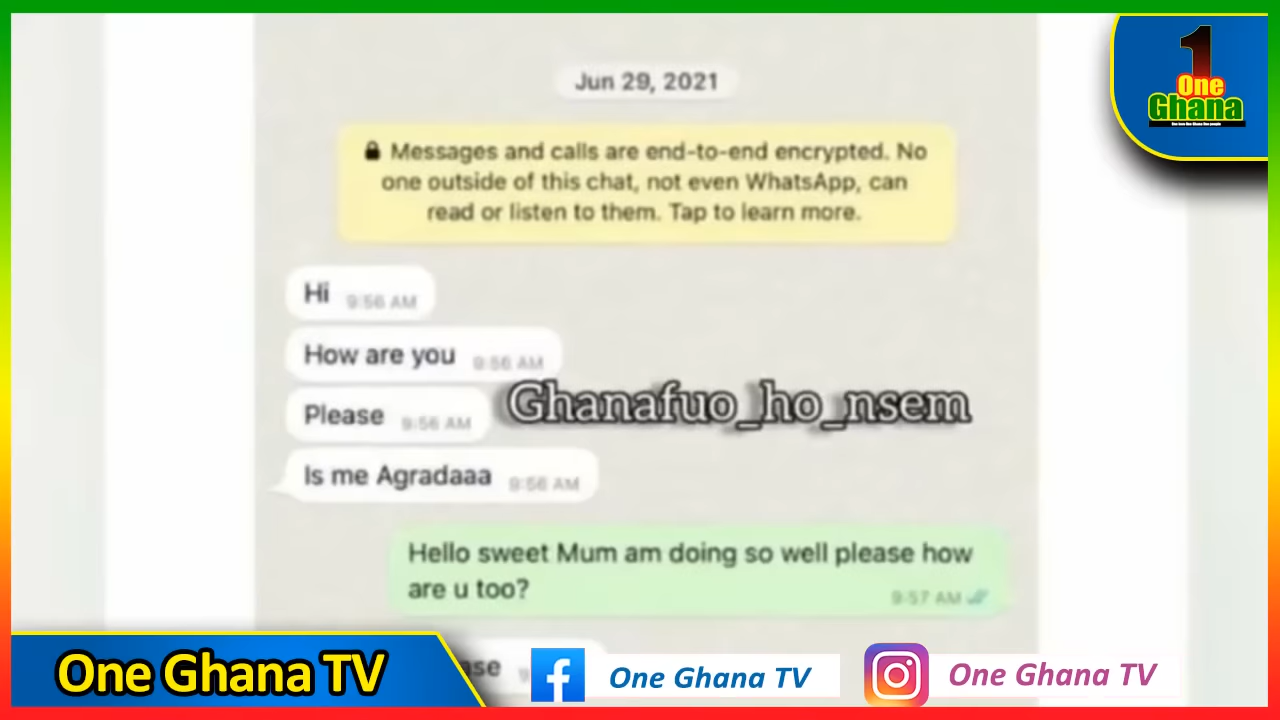 1
One
Ghana
Jun 29, 2021
Messages and calls are end-to-end encrypted. No
one outside of this chat, not even WhatsApp, can
read or listen to them. Tap to learn more.
Hi 9:56 AM
How are you 9:56 AM
Ghanafuo_ho_nsem
Please 9:56 AM
Is me Agradaaa 9:56 AM
Hello sweet Mum am doing so well please how
are u too?
9:57 AM
One Ghana TV
One Ghana TV
One Ghana TV